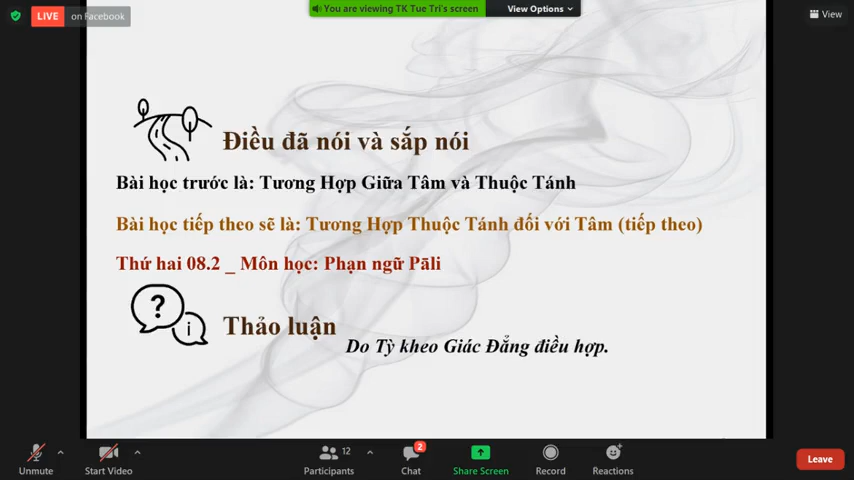 LIVE on Facebook
You are viewing TK Tue Tri's screen
View Options
View
Điều đã nói và sắp nói
Bài học trước là: Tương Hợp Giữa Tâm và Thuộc Tánh
Bài học tiếp theo sẽ là: Tương Hợp Thuộc Tánh đối với Tâm (tiếp theo)
Thứ hai 08.2 _ Môn học: Phạn ngữ Pāli
? i
Thảo luận
Do Tỳ kheo Giác Đẳng điều hợp.
12
2
Unmute
Start Video
Participants
Chat
Share Screen
Record
Reactions
Leave